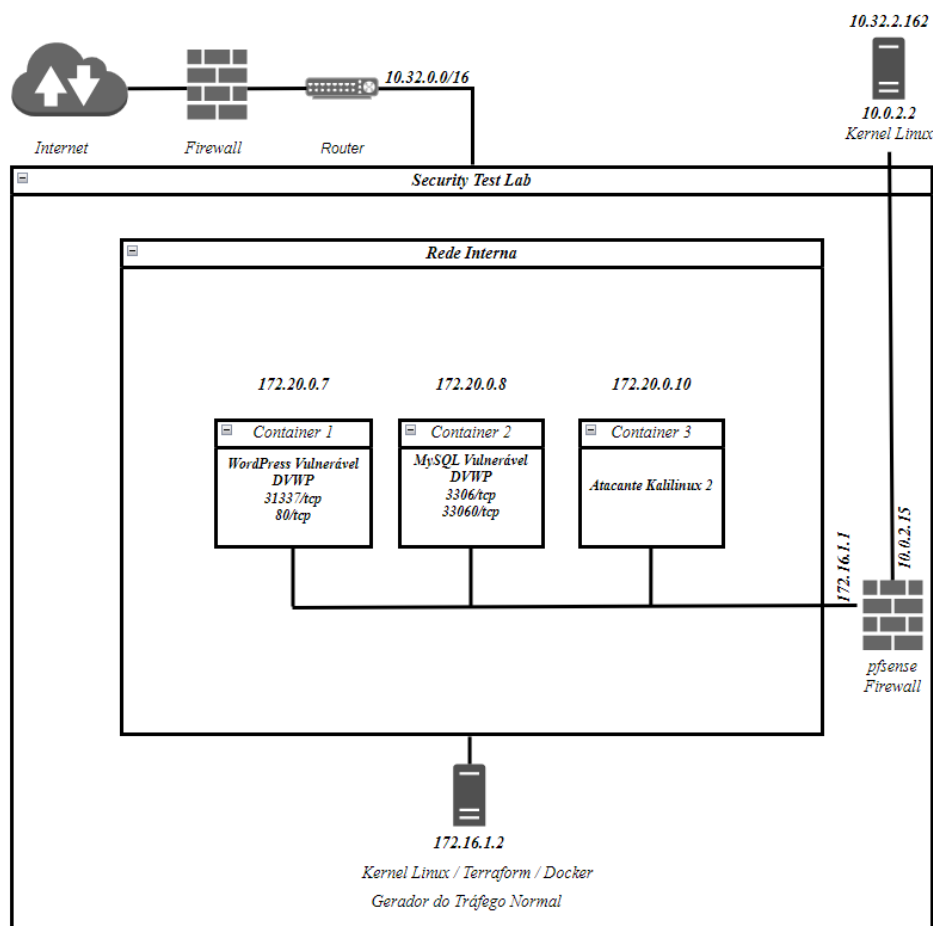 10.32.2.162
10.32.0.0/16
10.0.2.2
Kernel Linux
Internet
Firewall
Router
Security Test Lab
Rede Interna
172.20.0.7
172.20.0.8
172.20.0.10
Container 1
WordPress Vulnerável
DVWP
31337/tcp
80/tcp
Container 2
MySQL Vulnerável
DVWP
3306/tcp
33060/tcp
Container 3
Atacante Kalilinux 2
172.16.1.1
10.0.2.15
pfsense
Firewall
172.16.1.2
Kernel Linux / Terraform / Docker
Gerador do Tráfego Normal